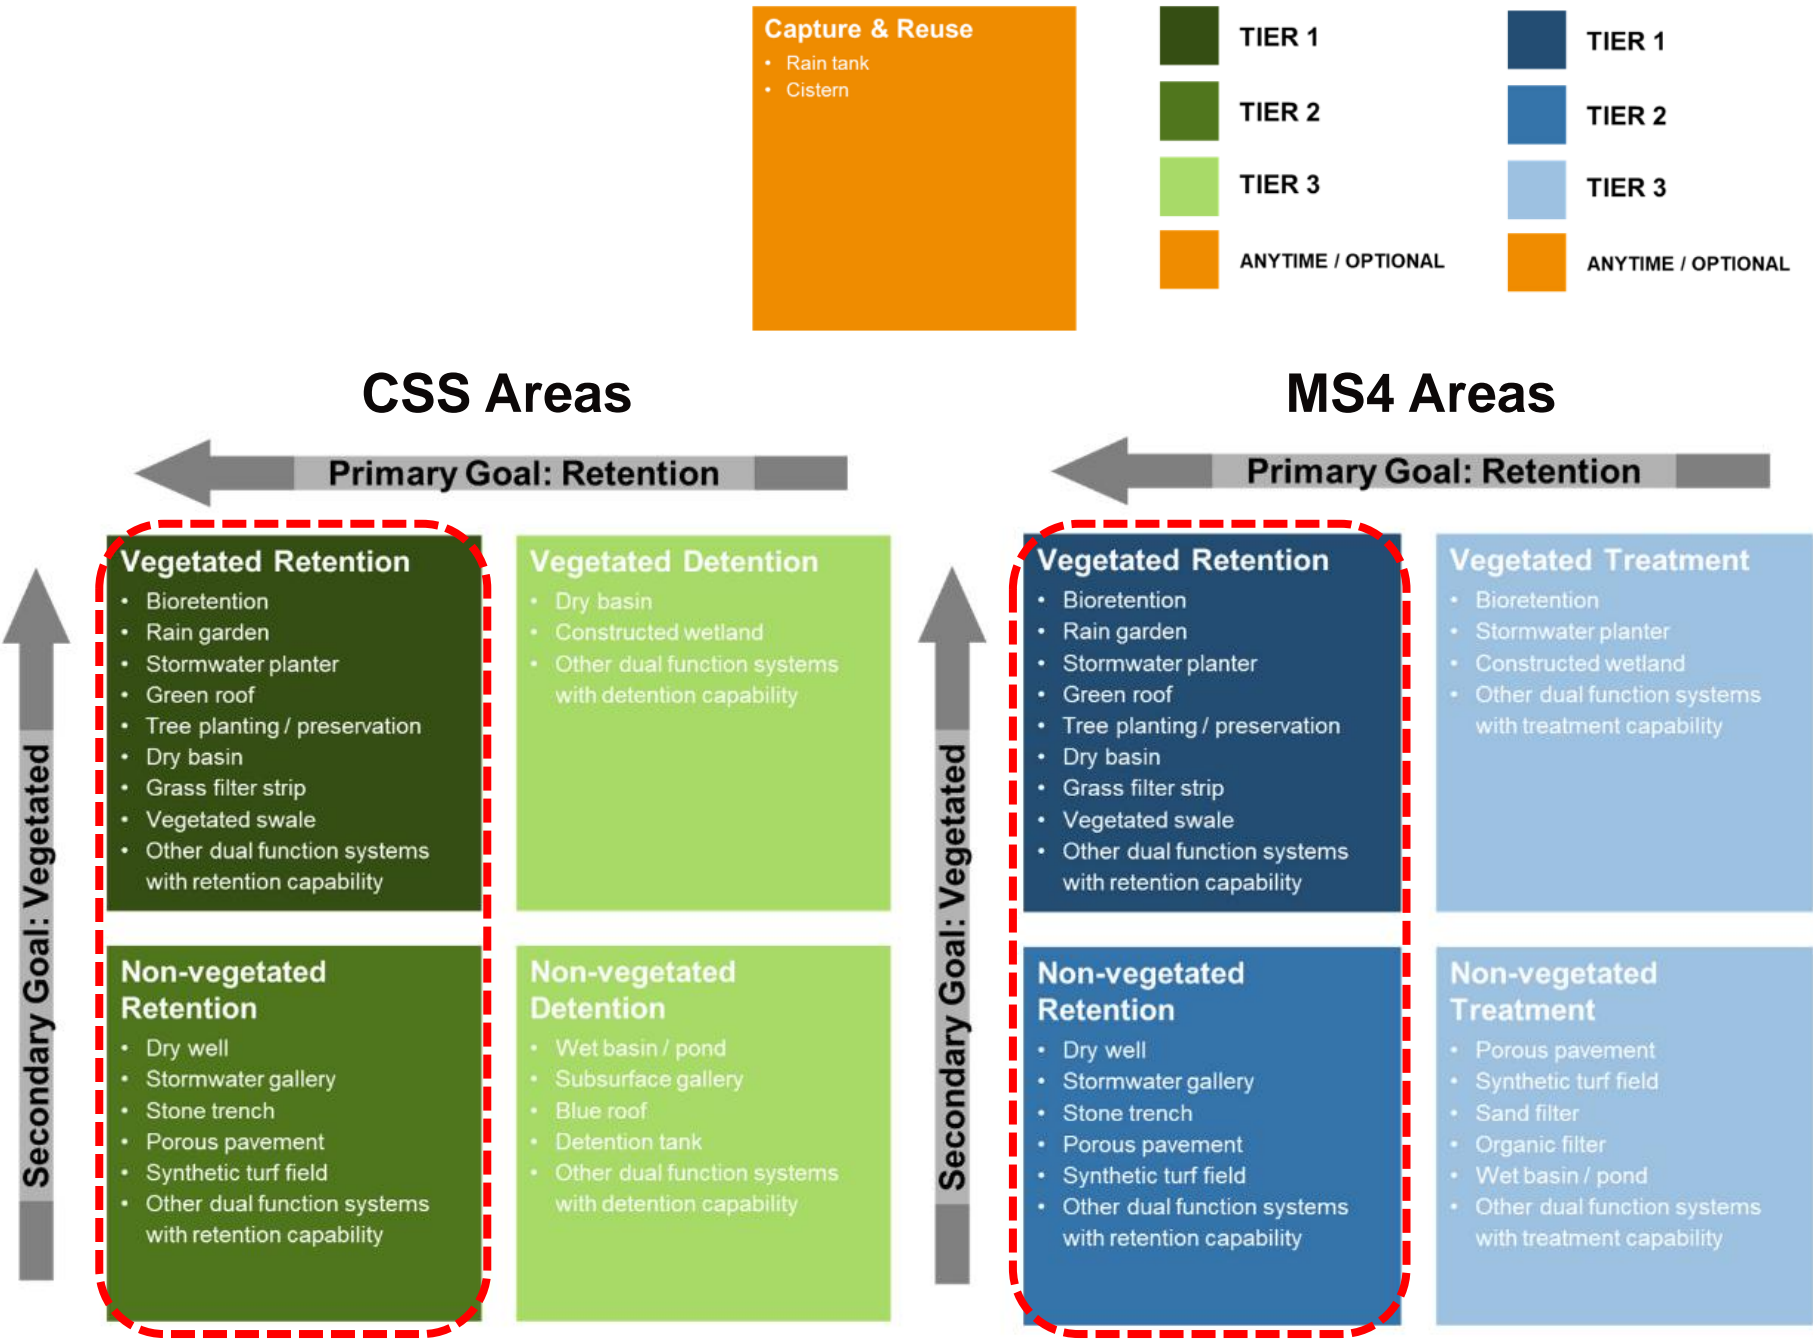 Capture & Reuse
• Rain tank
• Cistern
TIER 1
TIER 2
TIER 3
ANYTIME / OPTIONAL
TIER 1
TIER 2
TIER 3
ANYTIME / OPTIONAL
CSS Areas
Primary Goal: Retention
Secondary Goal: Vegetated
Vegetated Retention
• Bioretention
• Rain garden
• Stormwater planter
• Green roof
• Tree planting / preservation
• Dry basin
• Grass filter strip
• Vegetated swale
• Other dual function systems
with retention capability
Vegetated Detention
• Dry basin
• Constructed wetland
• Other dual function systems
with detention capability
Non-vegetated
Retention
• Dry well
• Stormwater gallery
• Stone trench
• Porous pavement
• Synthetic turf field
• Other dual function systems
with retention capability
Non-vegetated
Detention
• Wet basin / pond
• Subsurface gallery
• Blue roof
• Detention tank
• Other dual function systems
with detention capability
MS4 Areas
Primary Goal: Retention
Secondary Goal: Vegetated
Vegetated Retention
• Bioretention
• Rain garden
• Stormwater planter
• Green roof
• Tree planting / preservation
• Dry basin
• Grass filter strip
• Vegetated swale
• Other dual function systems
with retention capability
Vegetated Treatment
• Bioretention
• Stormwater planter
• Constructed wetland
• Other dual function systems
with treatment capability
Non-vegetated
Retention
• Dry well
• Stormwater gallery
• Stone trench
• Porous pavement
• Synthetic turf field
• Other dual function systems
with retention capability
Non-vegetated
Treatment
• Porous pavement
• Synthetic turf field
• Sand filter
• Organic filter
• Wet basin / pond
• Other dual function systems
with treatment capability